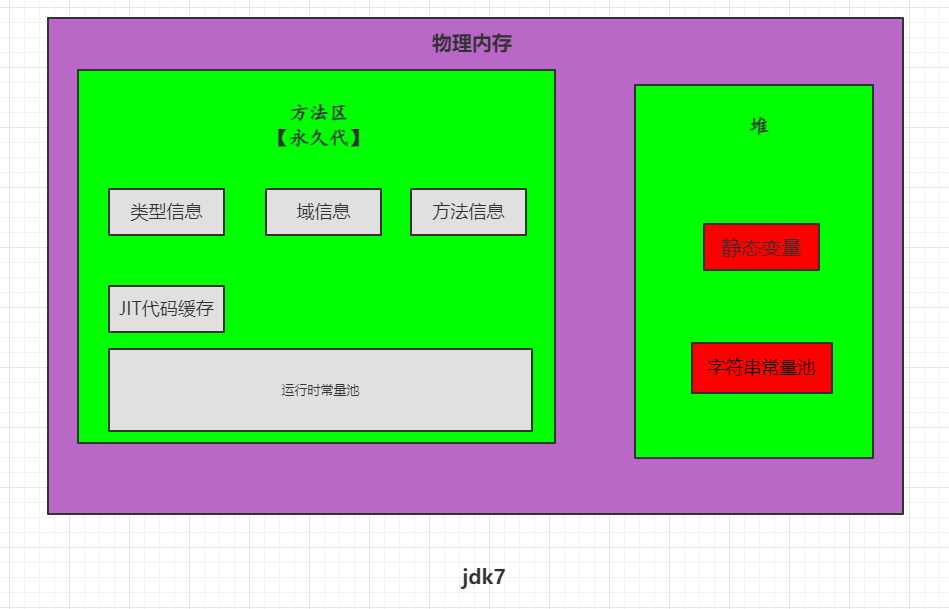 物理内存
方法区
【永久代】
堆
类型信息
域信息
方法信息
静态变量
JIT代码缓存
字符串常量池
运行时常量池
jdk7